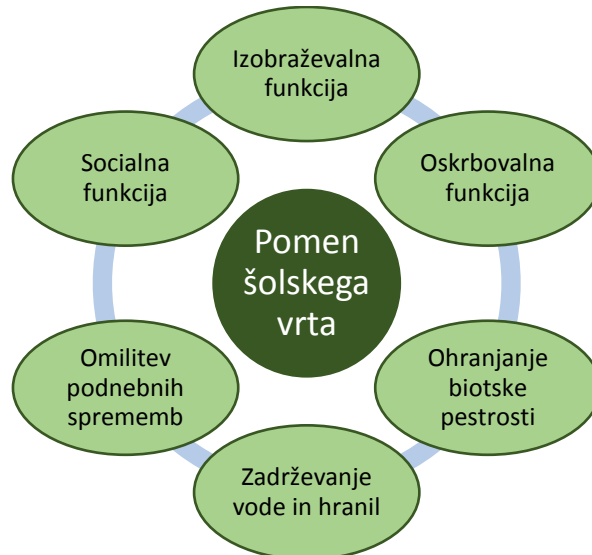 Izobraževalna
funkcija
Oskrbovalna
funkcija
Ohranjanje
biotske
pestrosti
Zadrževanje
vode in hranil
Omilitev
podnebnih
sprememb
Socialna
funkcija
Pomen
šolskega
vrta